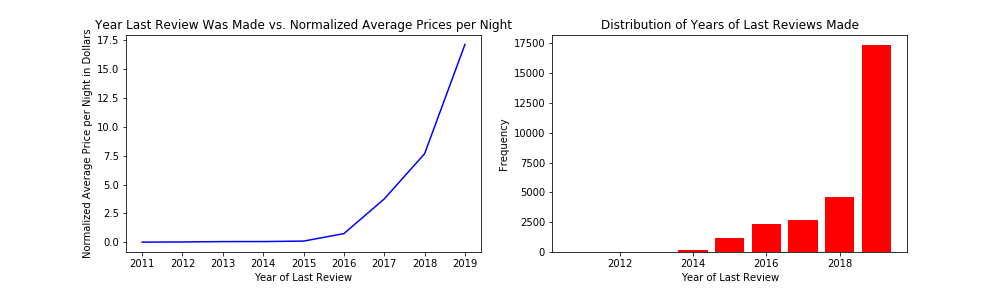 Year Last Review Was Made vs. Normalized Average Prices per Night
Normalized Average Price per Night in Dollars
17.5
15.0
12.5
10.0
7.5
5.0
2.5
0.0
2011 2012 2013 2014 2015 2016 2017 2018 2019
Year of Last Review
Distribution of Years of Last Reviews Made
Frequency
17500
15000
12500
10000
7500
5000
2500
0
2012 2014 2016 2018
Year of Last Review